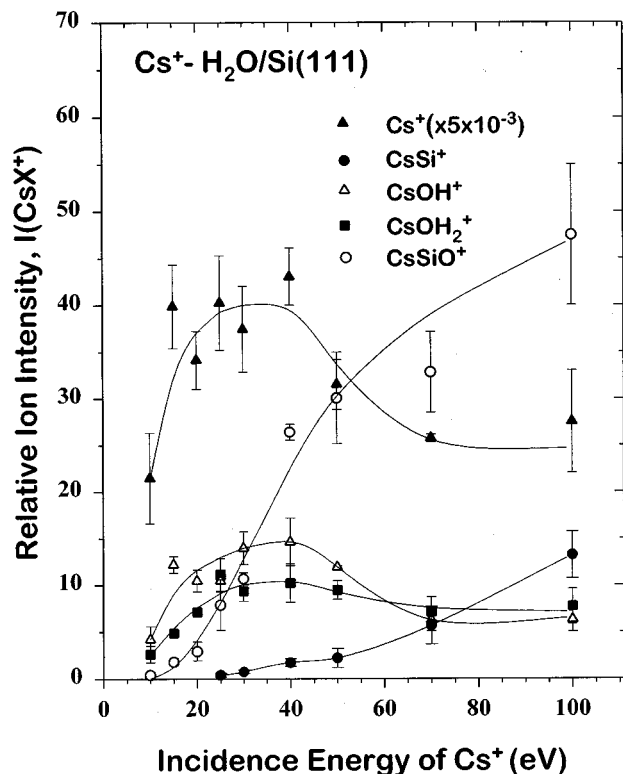 Cs⁺- H₂O/Si(111)
Cs⁺(x5x10⁻³)
CsSi⁺
CsOH⁺
CsOH₂⁺
CsSiO⁺
Relative Ion Intensity, I(CsX⁺)
70
60
50
40
30
20
10
0
0 20 40 60 80 100
Incidence Energy of Cs⁺ (eV)